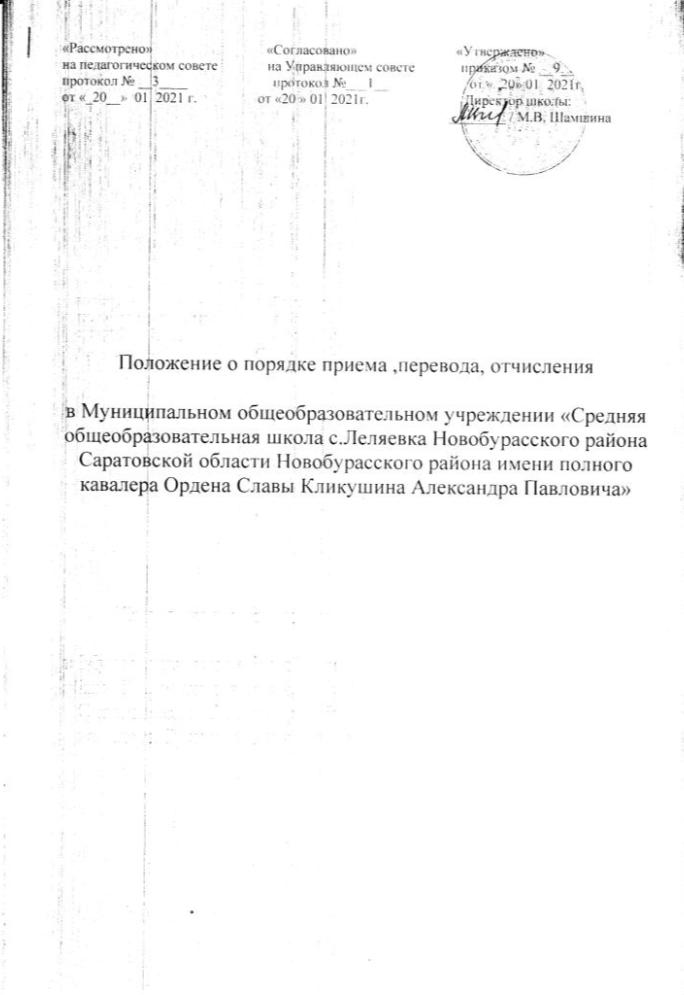 «Рассмотрено»
на педагогическом совете
протокол № __3____
от «_20__» 01 2021 г.
«Согласовано»
на Управляющем совете
протокол №___1__
от «20 » 01 2021г.
«Утверждено»
приказом № __9__
от « 20» 01 2021г.
Директор школы:
/ М.В. Шамшина
Положение о порядке приема ,перевода, отчисления
в Муниципальном общеобразовательном учреждении «Средняя
общеобразовательная школа с.Леляевка Новобурасского района
Саратовской области Новобурасского района имени полного
кавалера Ордена Славы Кликушина Александра Павловича»